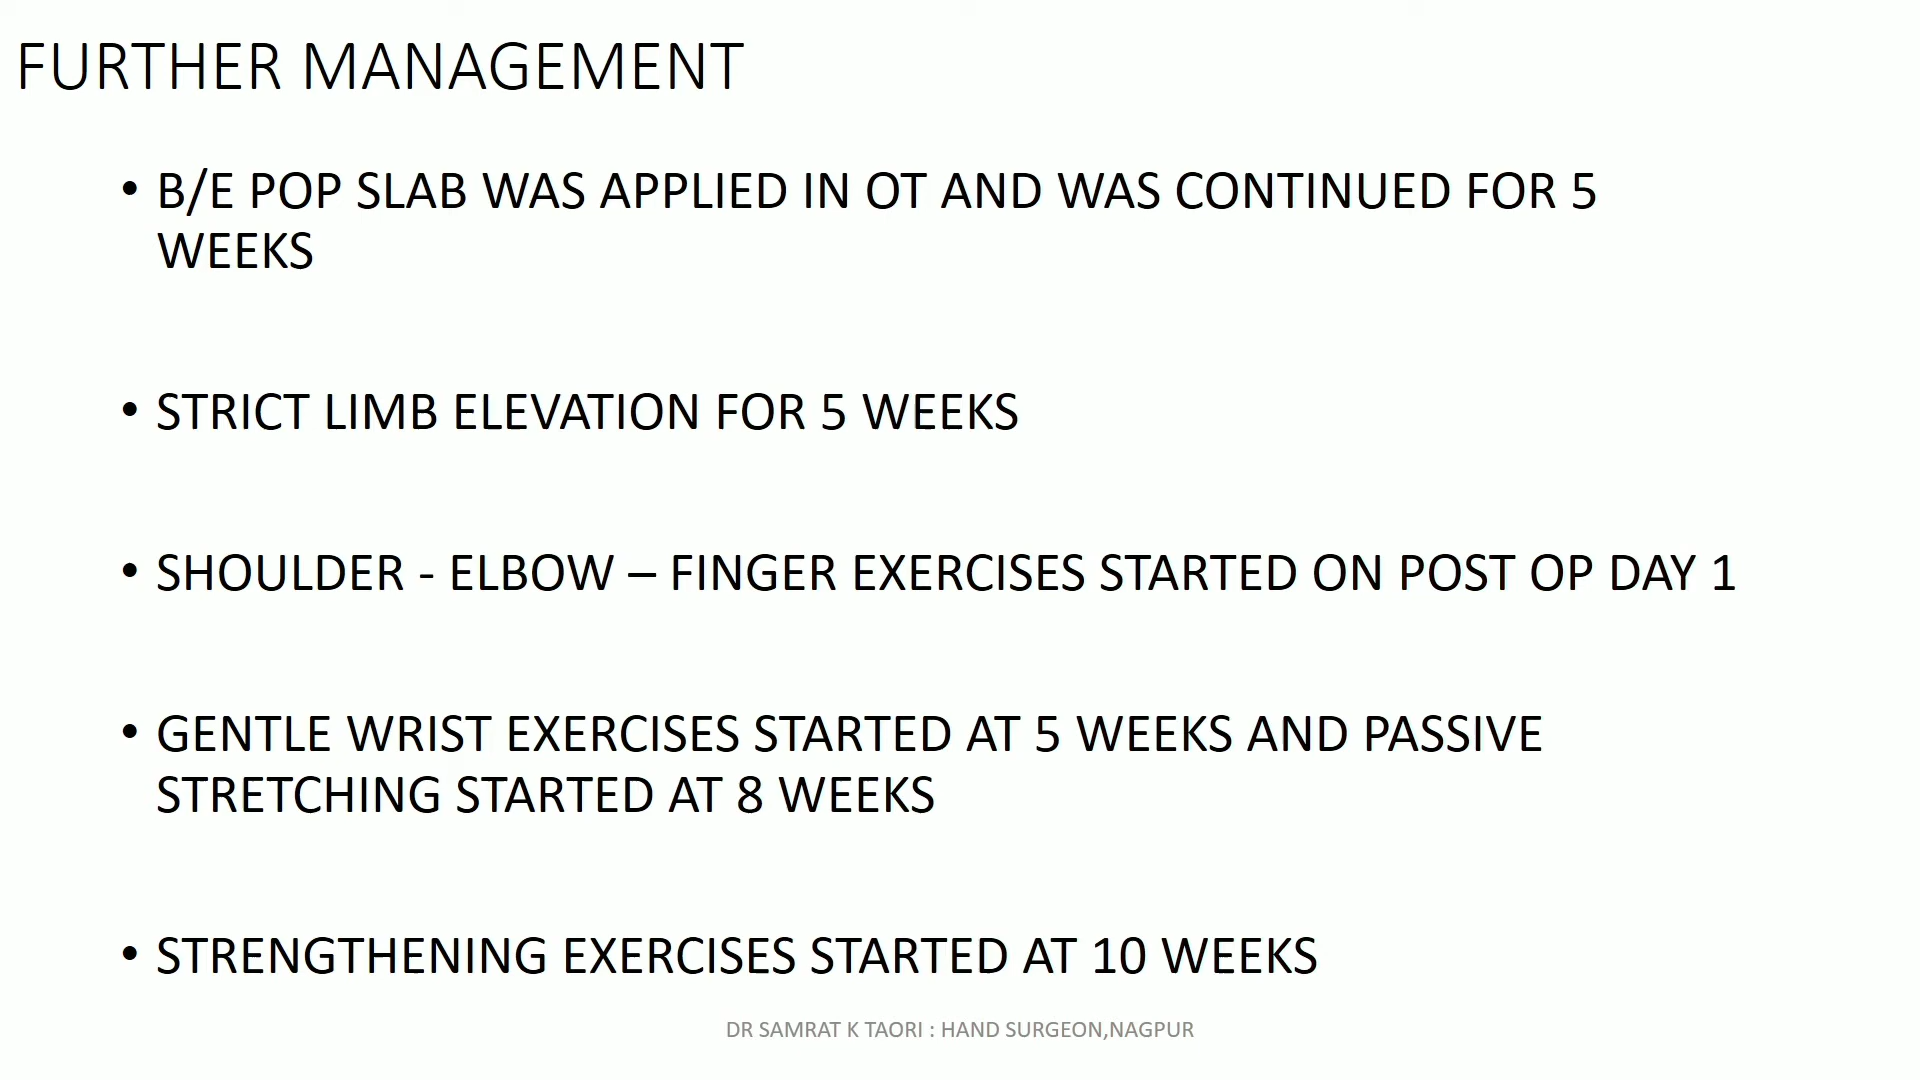 FURTHER MANAGEMENT
• B/E POP SLAB WAS APPLIED IN OT AND WAS CONTINUED FOR 5
WEEKS
• STRICT LIMB ELEVATION FOR 5 WEEKS
• SHOULDER - ELBOW – FINGER EXERCISES STARTED ON POST OP DAY 1
• GENTLE WRIST EXERCISES STARTED AT 5 WEEKS AND PASSIVE
STRETCHING STARTED AT 8 WEEKS
• STRENGTHENING EXERCISES STARTED AT 10 WEEKS
DR SAMRAT K TAORI : HAND SURGEON,NAGPUR